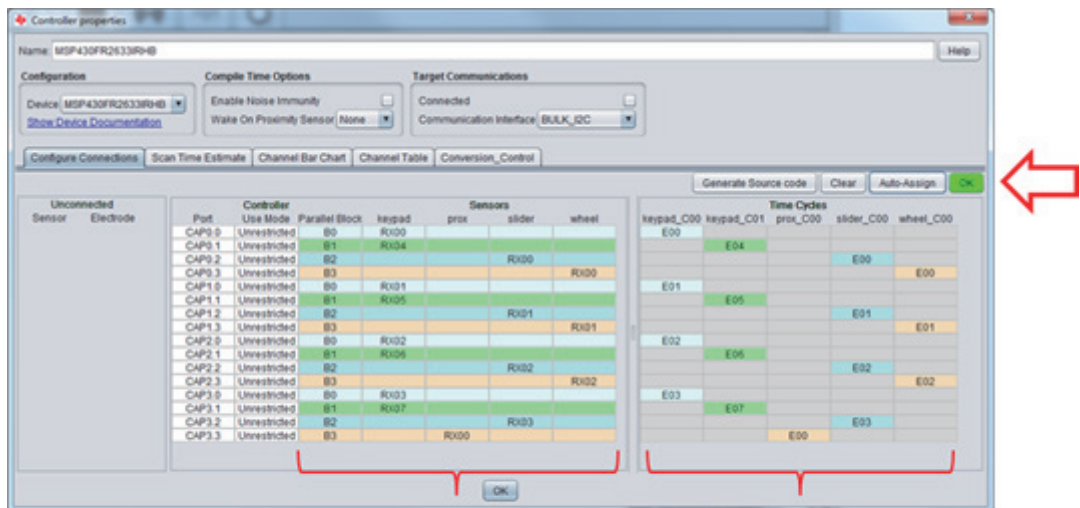 Controller properties
Name: MSP430FR2633IRHB Help
Configuration Compile Time Options Target Communications
Device MSP430FR2633IRHB Enable Noise Immunity Connected
Show Device Documentation Wake On Proximity Sensor None Communication Interface BULK_I2C
Configure Connections Scan Time Estimate Channel Bar Chart Channel Table Conversion_Control
Generate Source code Clear Auto-Assign OK
Unconnected Controller Sensors Time Cycles
Sensor Electrode Port Use Mode Parallel Block keypad prox slider wheel keypad_C00 keypad_C01 prox_C00 slider_C00 wheel_C00
CAP0.0 Unrestricted B0 RX00 E00
CAP0.1 Unrestricted B1 RX04 E04
CAP0.2 Unrestricted B2 RX00 E00
CAP0.3 Unrestricted B3 RX00 E00
CAP1.0 Unrestricted B0 RX01 E01
CAP1.1 Unrestricted B1 RX05 E05
CAP1.2 Unrestricted B2 RX01 E01
CAP1.3 Unrestricted B3 RX01 E01
CAP2.0 Unrestricted B0 RX02 E02
CAP2.1 Unrestricted B1 RX06 E06
CAP2.2 Unrestricted B2 RX02 E02
CAP2.3 Unrestricted B3 RX02 E02
CAP3.0 Unrestricted B0 RX03 E03
CAP3.1 Unrestricted B1 RX07 E07
CAP3.2 Unrestricted B2 RX03 E03
CAP3.3 Unrestricted B3 RX00 E00
OK